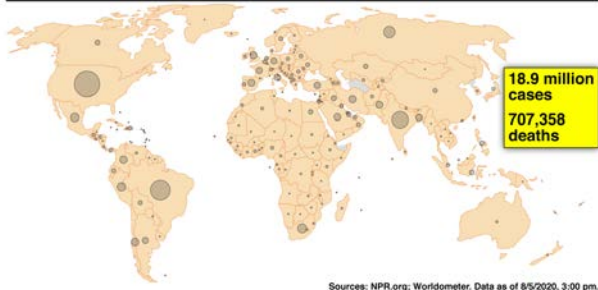 18.9 million
cases
707,358
deaths
Sources: NPR.org; Worldometer. Data as of 8/5/2020, 3:00 pm.